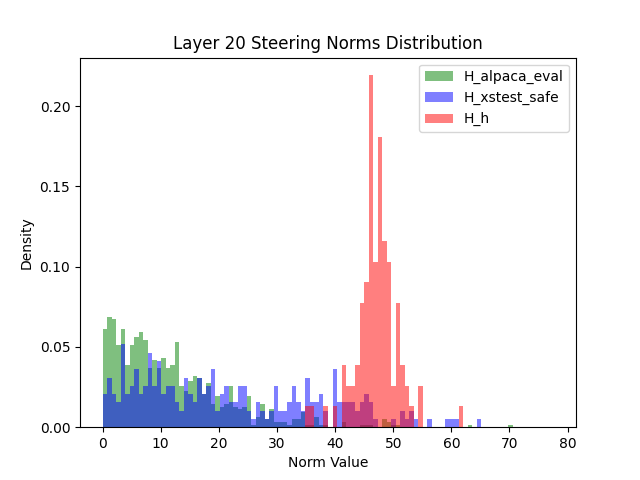 Layer 20 Steering Norms Distribution
H_alpaca_eval
H_xstest_safe
H_h
0.20
0.15
0.10
0.05
0.00
Density
0 10 20 30 40 50 60 70 80
Norm Value